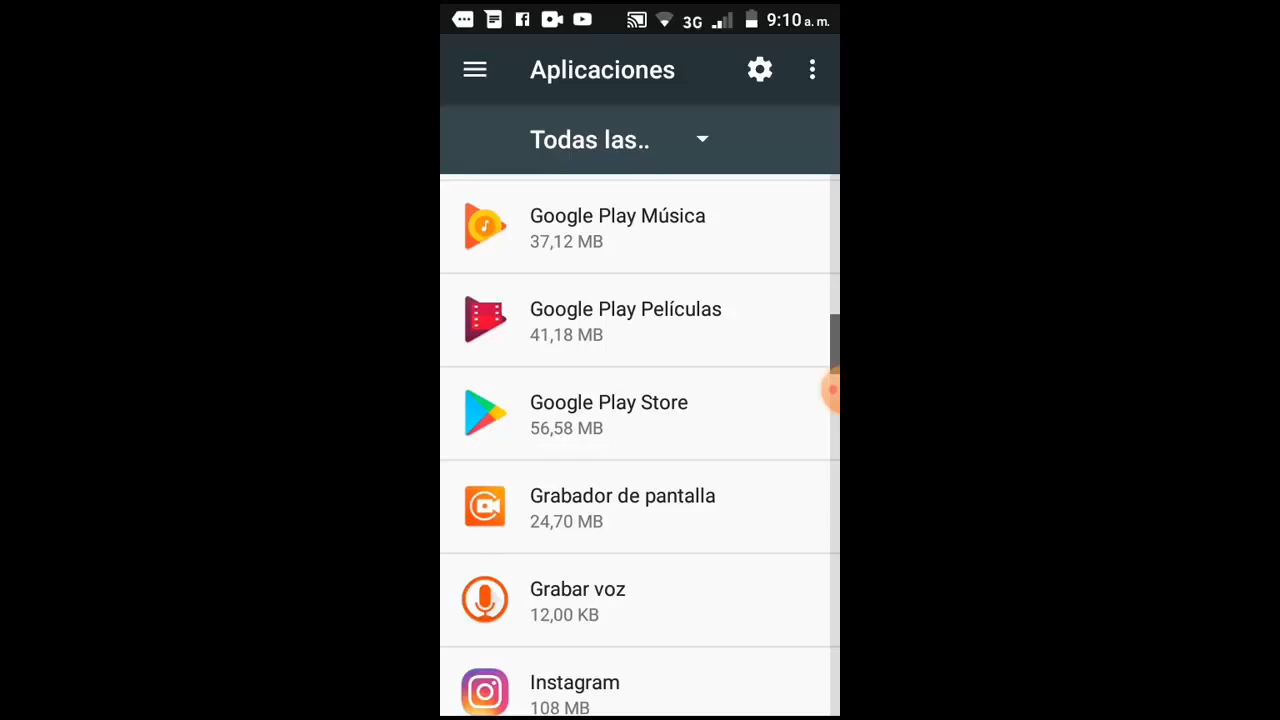 3G 9:10 a.m.
Aplicaciones
Todas las..
Google Play Música
37,12 MB
Google Play Películas
41,18 MB
Google Play Store
56,58 MB
Grabador de pantalla
24,70 MB
Grabar voz
12,00 KB
Instagram
108 MB